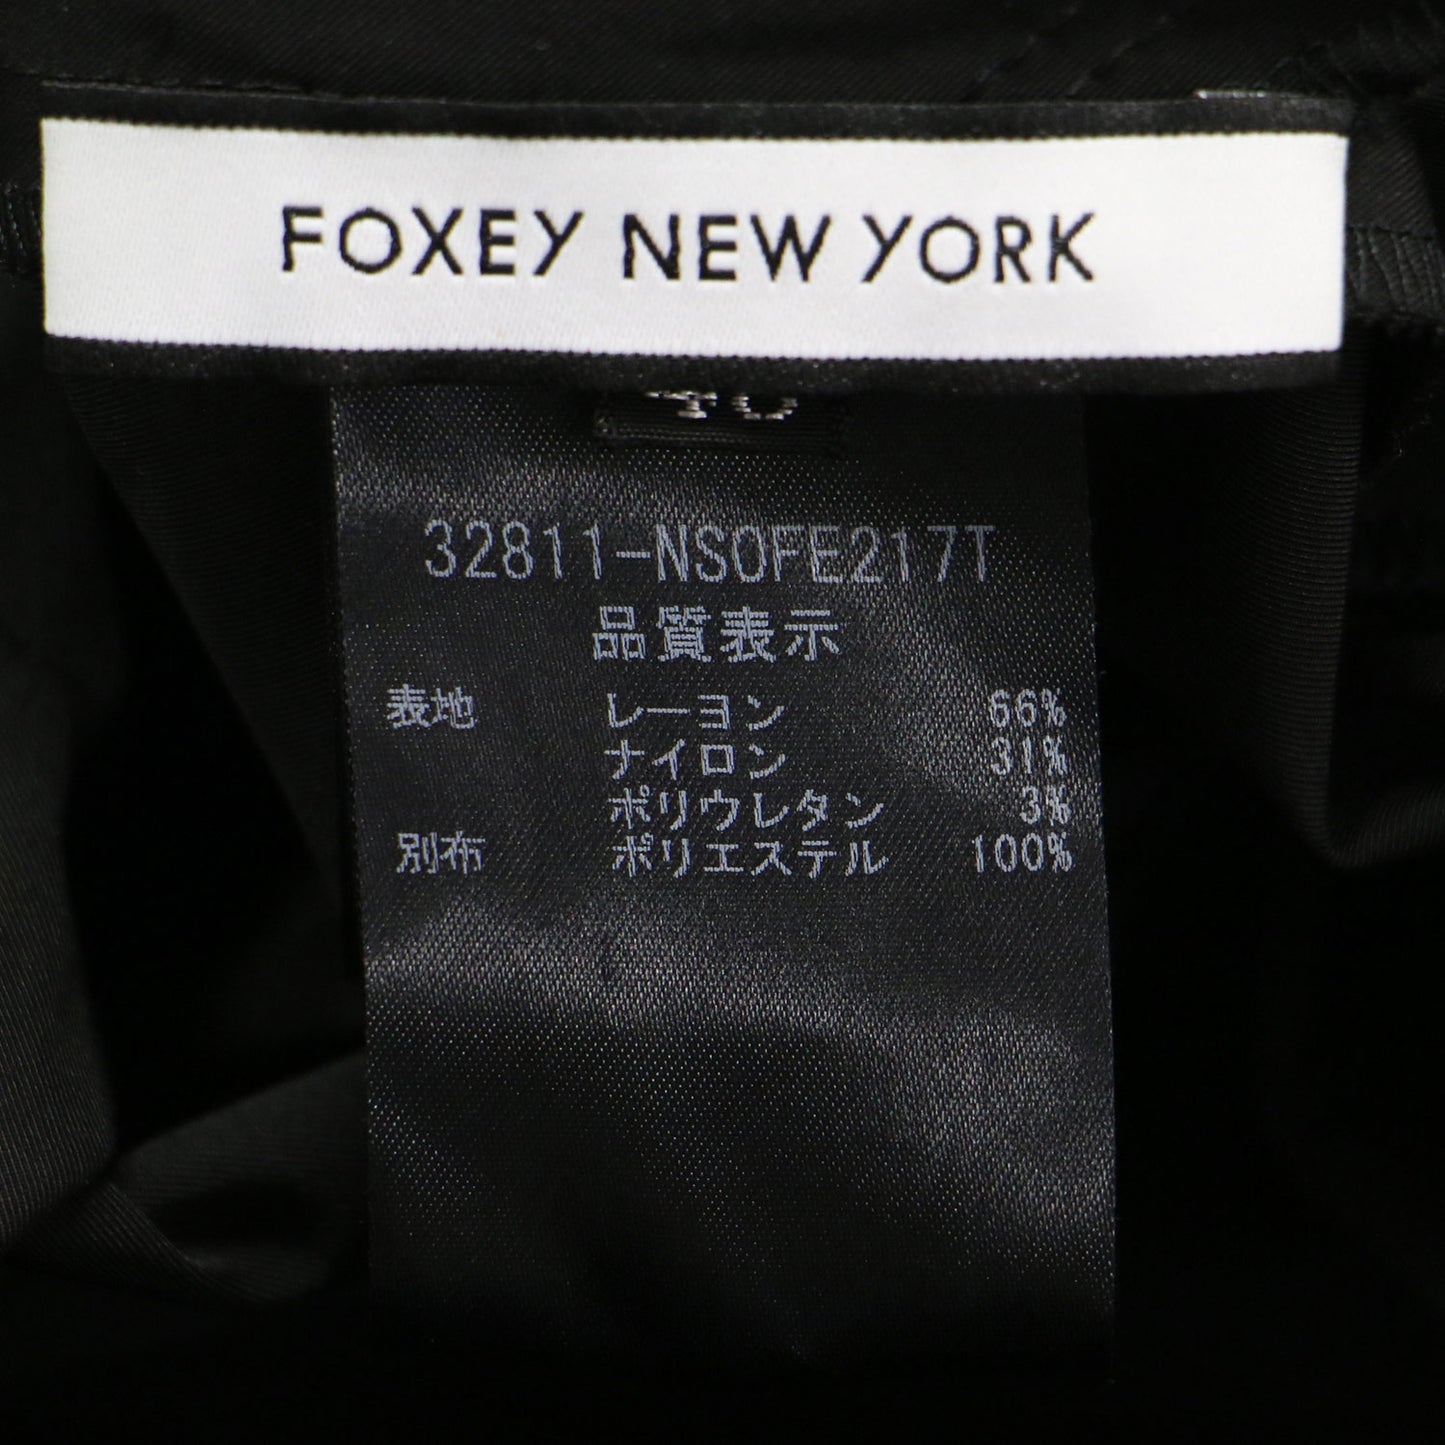 FOXEY NEW YORK
40
32811-NSOFE217T
品質表示
表地 レーヨン 66%
ナイロン 31%
ポリウレタン 3%
別布 ポリエステル 100%